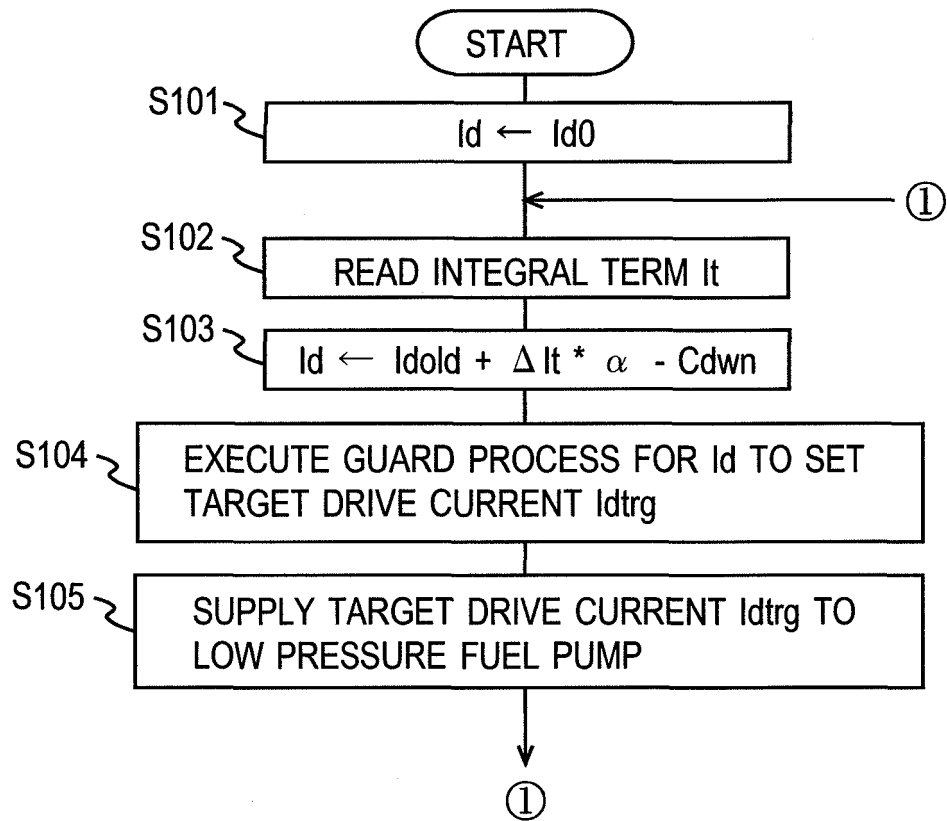 START
S101
Id ← Id0
①
S102
READ INTEGRAL TERM It
S103
Id ← Idold + Δ It * α - Cdwn
S104
EXECUTE GUARD PROCESS FOR Id TO SET
TARGET DRIVE CURRENT Idtrg
S105
SUPPLY TARGET DRIVE CURRENT Idtrg TO
LOW PRESSURE FUEL PUMP
①